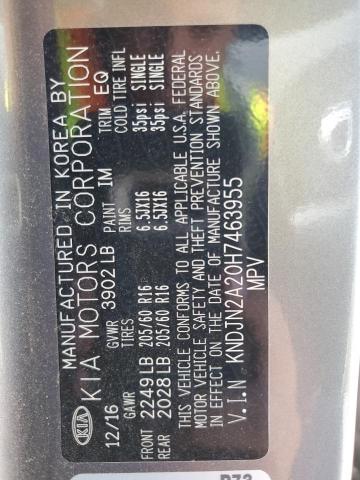 MANUFACTURED IN KOREA BY
KIA KIA MOTORS CORPORATION
12/16 GVWR 3902 LB PAINT IM TRIM EQ
GAWR TIRES RIMS COLD TIRE INFL
FRONT 2249 LB 205/60 R16 6.5JX16 35psi SINGLE
REAR 2028 LB 205/60 R16 6.5JX16 35psi SINGLE
THIS VEHICLE CONFORMS TO ALL APPLICABLE U.S.A. FEDERAL
MOTOR VEHICLE SAFETY AND THEFT PREVENTION STANDARDS
IN EFFECT ON THE DATE OF MANUFACTURE SHOWN ABOVE.
V.I.N KNDJN2A20H7463955
MPV